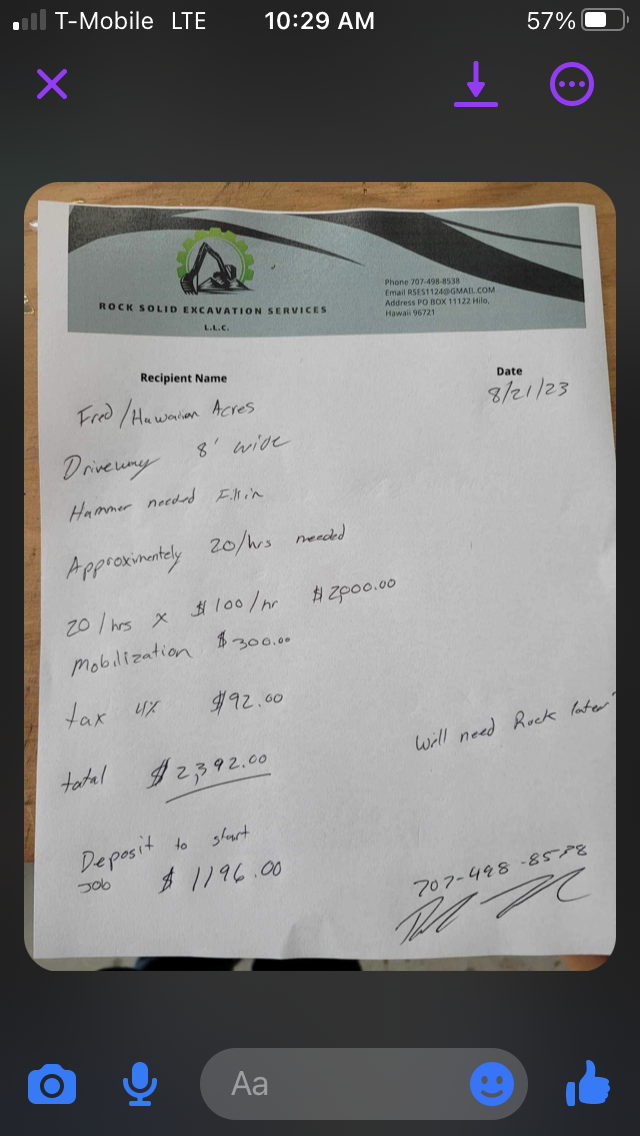 T-Mobile LTE 10:29 AM 57%
ROCK SOLID EXCAVATION SERVICES
L.L.C.
Phone 707-498-8538
Email RSES1124@GMAIL.COM
Address PO BOX 11122 Hilo,
Hawaii 96721
Recipient Name
Date
8/21/23
Fred/Hawaiian Acres
Driveway 8' wide
Hammer needed Fill in
Approximentely 20/hrs needed
20/hrs x $100/hr $2,000.00
Mobilization $300.00
tax 4% $92.00
Will need Rock later
total $2,392.00
Deposit to start
Job $1196.00
707-498-8538
Aa